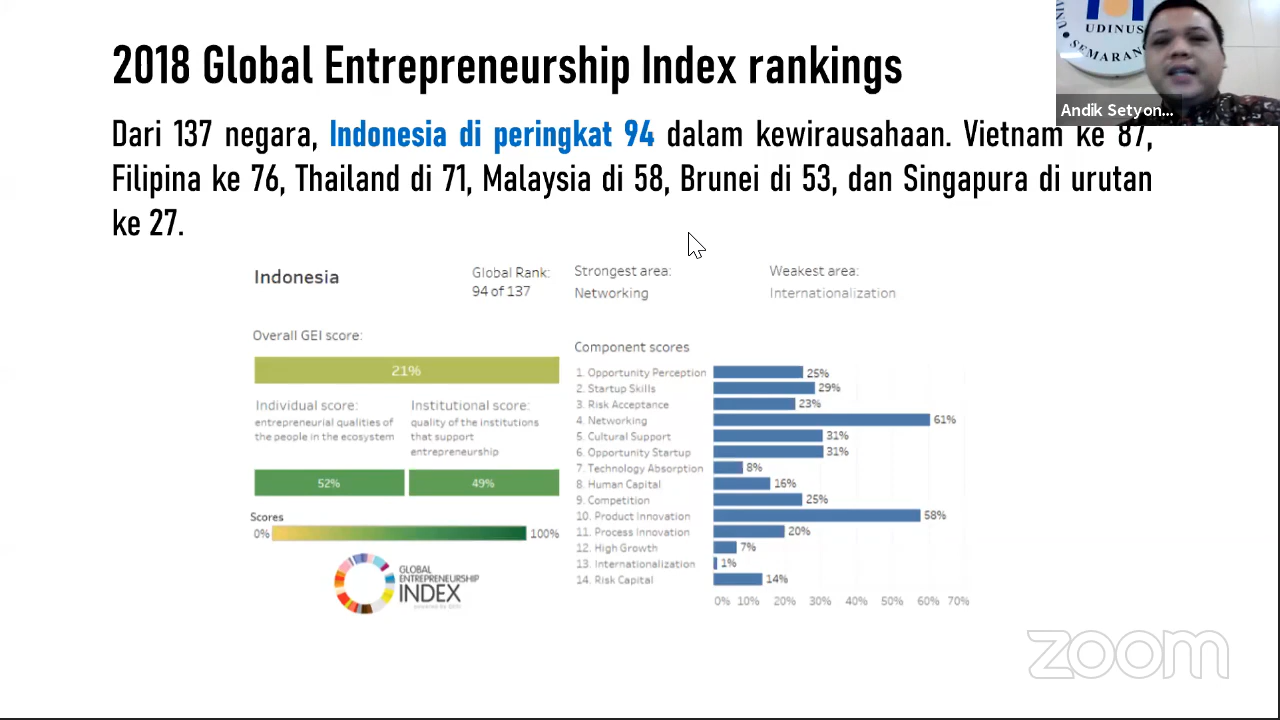 2018 Global Entrepreneurship Index rankings
Dari 137 negara, Indonesia di peringkat 94 dalam kewirausahaan. Vietnam ke 87,
Filipina ke 76, Thailand di 71, Malaysia di 58, Brunei di 53, dan Singapura di urutan
ke 27.
UDINUS
SEMARANG
Andik Setyon...
Indonesia
Global Rank:
94 of 137
Strongest area:
Networking
Weakest area:
Internationalization
Overall GEI score:
21%
Individual score:
entrepreneurial qualities of
the people in the ecosystem
52%
Institutional score:
quality of the institutions
that support
entrepreneurship
49%
Scores
0% 100%
GLOBAL
ENTREPRENEURSHIP
INDEX
Component scores
1. Opportunity Perception 25%
2. Startup Skills 29%
3. Risk Acceptance 23%
4. Networking 61%
5. Cultural Support 31%
6. Opportunity Startup 31%
7. Technology Absorption 8%
8. Human Capital 16%
9. Competition 25%
10. Product Innovation 58%
11. Process Innovation 20%
12. High Growth 7%
13. Internationalization 1%
14. Risk Capital 14%
0% 10% 20% 30% 40% 50% 60% 70%
zoom